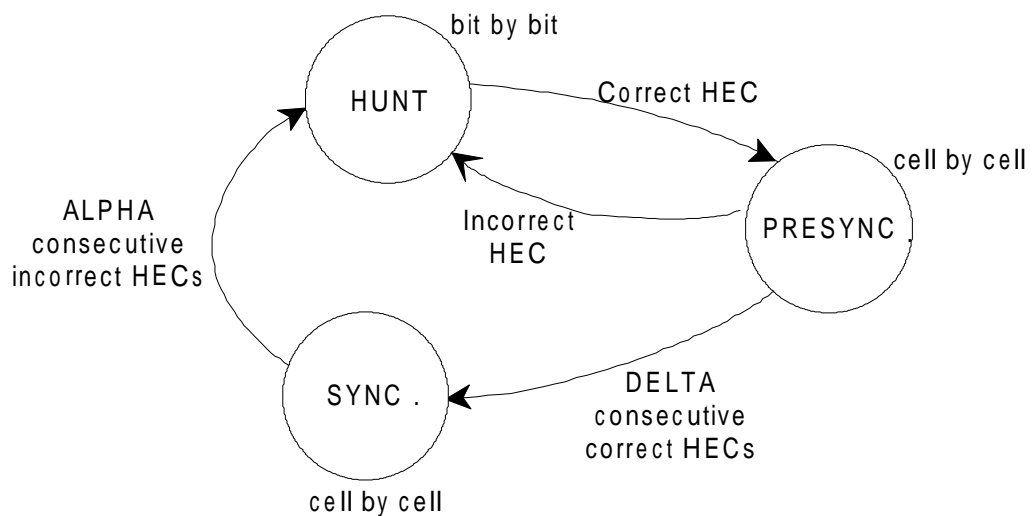 bit by bit
HUNT
Correct HEC
cell by cell
ALPHA
consecutive
incorrect HECs
Incorrect
HEC
PRESYNC .
SYNC .
DELTA
consecutive
correct HECs
cell by cell